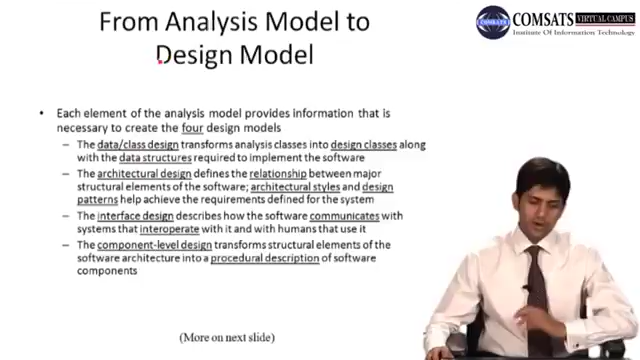 From Analysis Model to
Design Model
COMSATS VIRTUAL CAMPUS
Institute Of Information Technology
• Each element of the analysis model provides information that is
necessary to create the four design models
– The data/class design transforms analysis classes into design classes along
with the data structures required to implement the software
– The architectural design defines the relationship between major
structural elements of the software; architectural styles and design
patterns help achieve the requirements defined for the system
– The interface design describes how the software communicates with
systems that interoperate with it and with humans that use it
– The component-level design transforms structural elements of the
software architecture into a procedural description of software
components
(More on next slide)